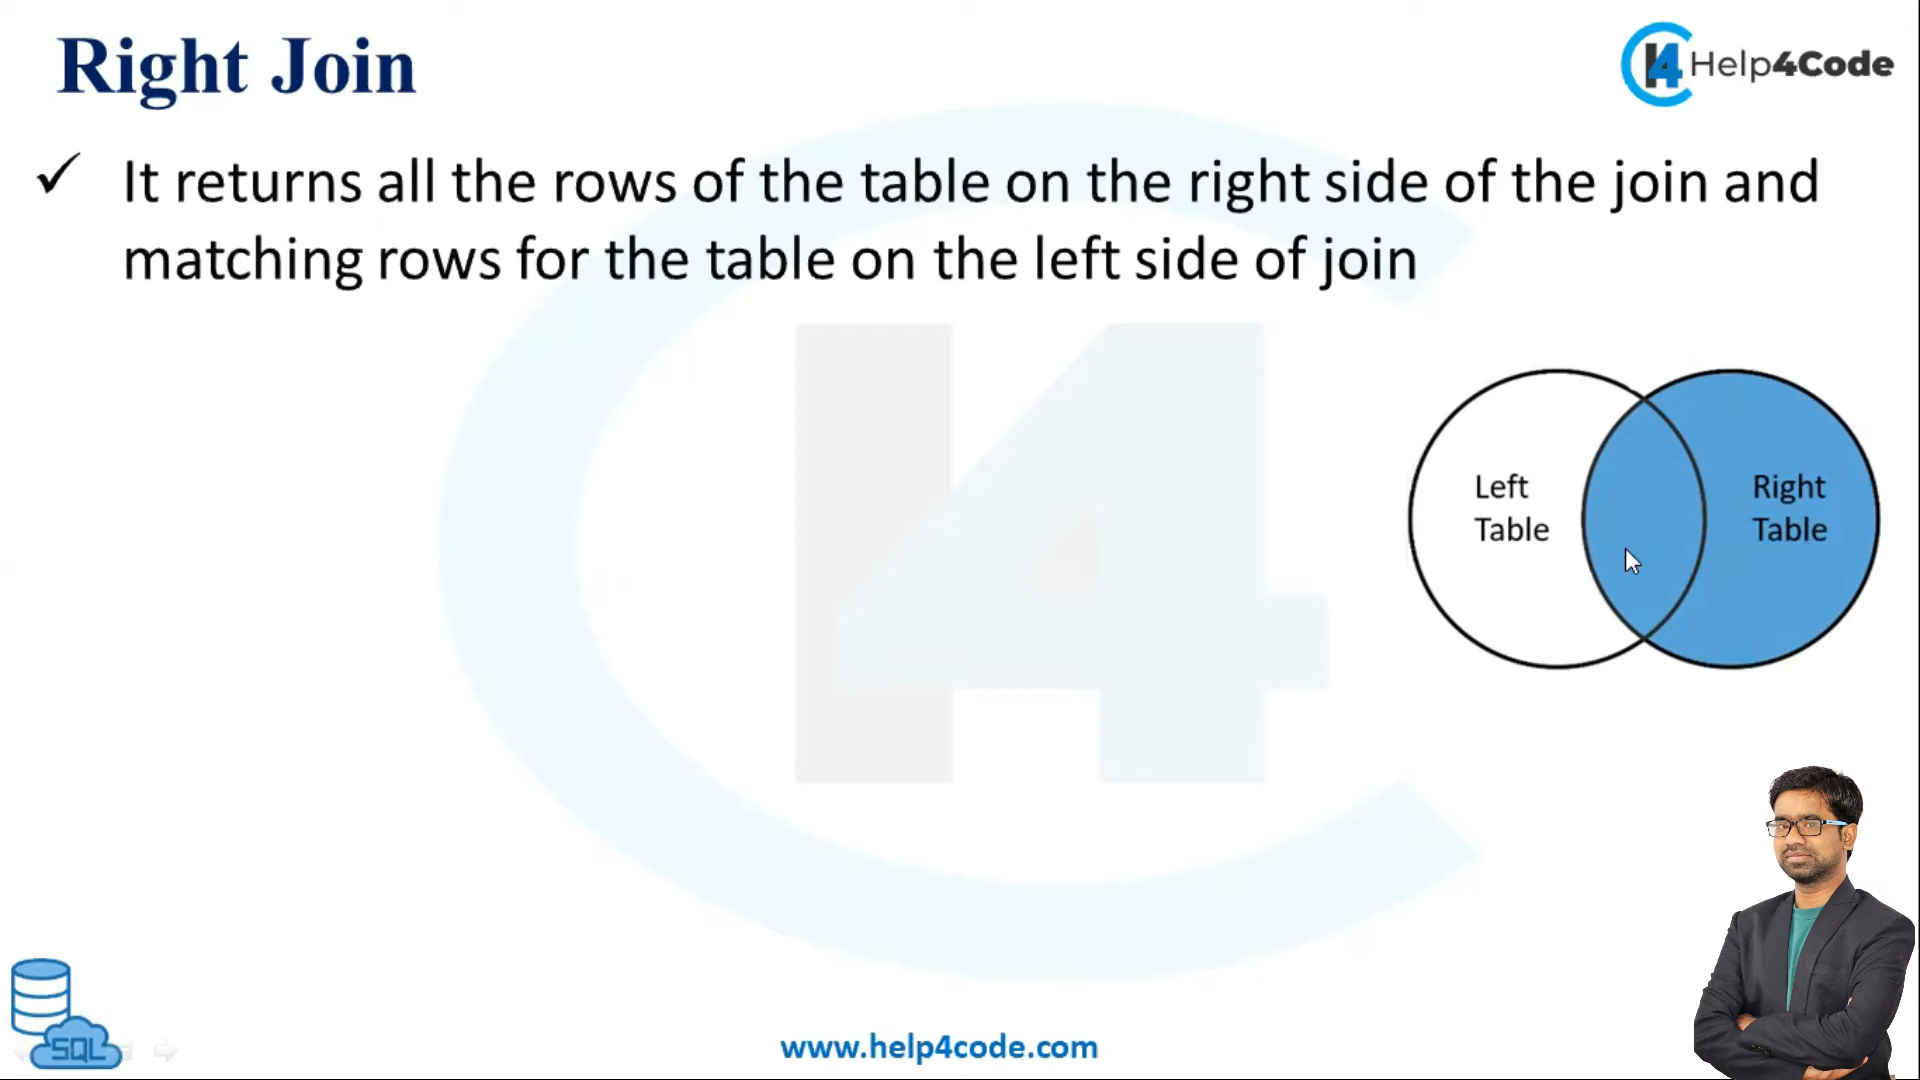 Right Join
Help4Code
✓ It returns all the rows of the table on the right side of the join and
matching rows for the table on the left side of join
Left
Table
Right
Table
SQL
www.help4code.com